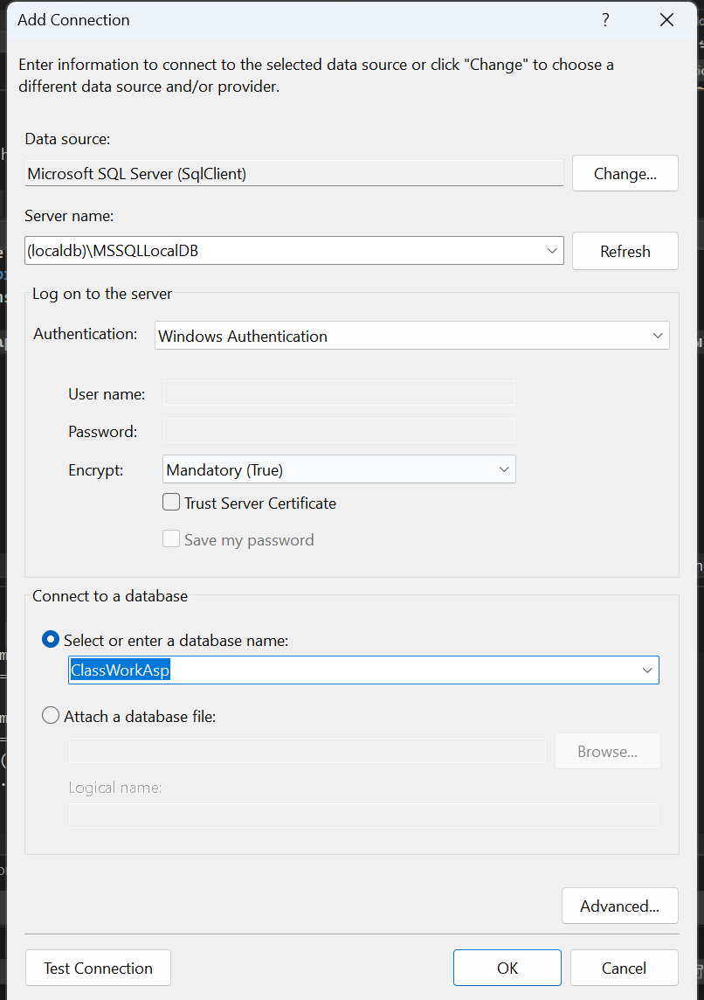 Add Connection
?
Enter information to connect to the selected data source or click "Change" to choose a
different data source and/or provider.
Data source:
Microsoft SQL Server (SqlClient)
Change...
Server name:
(localdb)\MSSQLLocalDB
Refresh
Log on to the server
Authentication:
Windows Authentication
User name:
Password:
Encrypt:
Mandatory (True)
Trust Server Certificate
Save my password
Connect to a database
Select or enter a database name:
ClassWorkAsp
Attach a database file:
Browse...
Logical name:
Advanced...
Test Connection
OK
Cancel